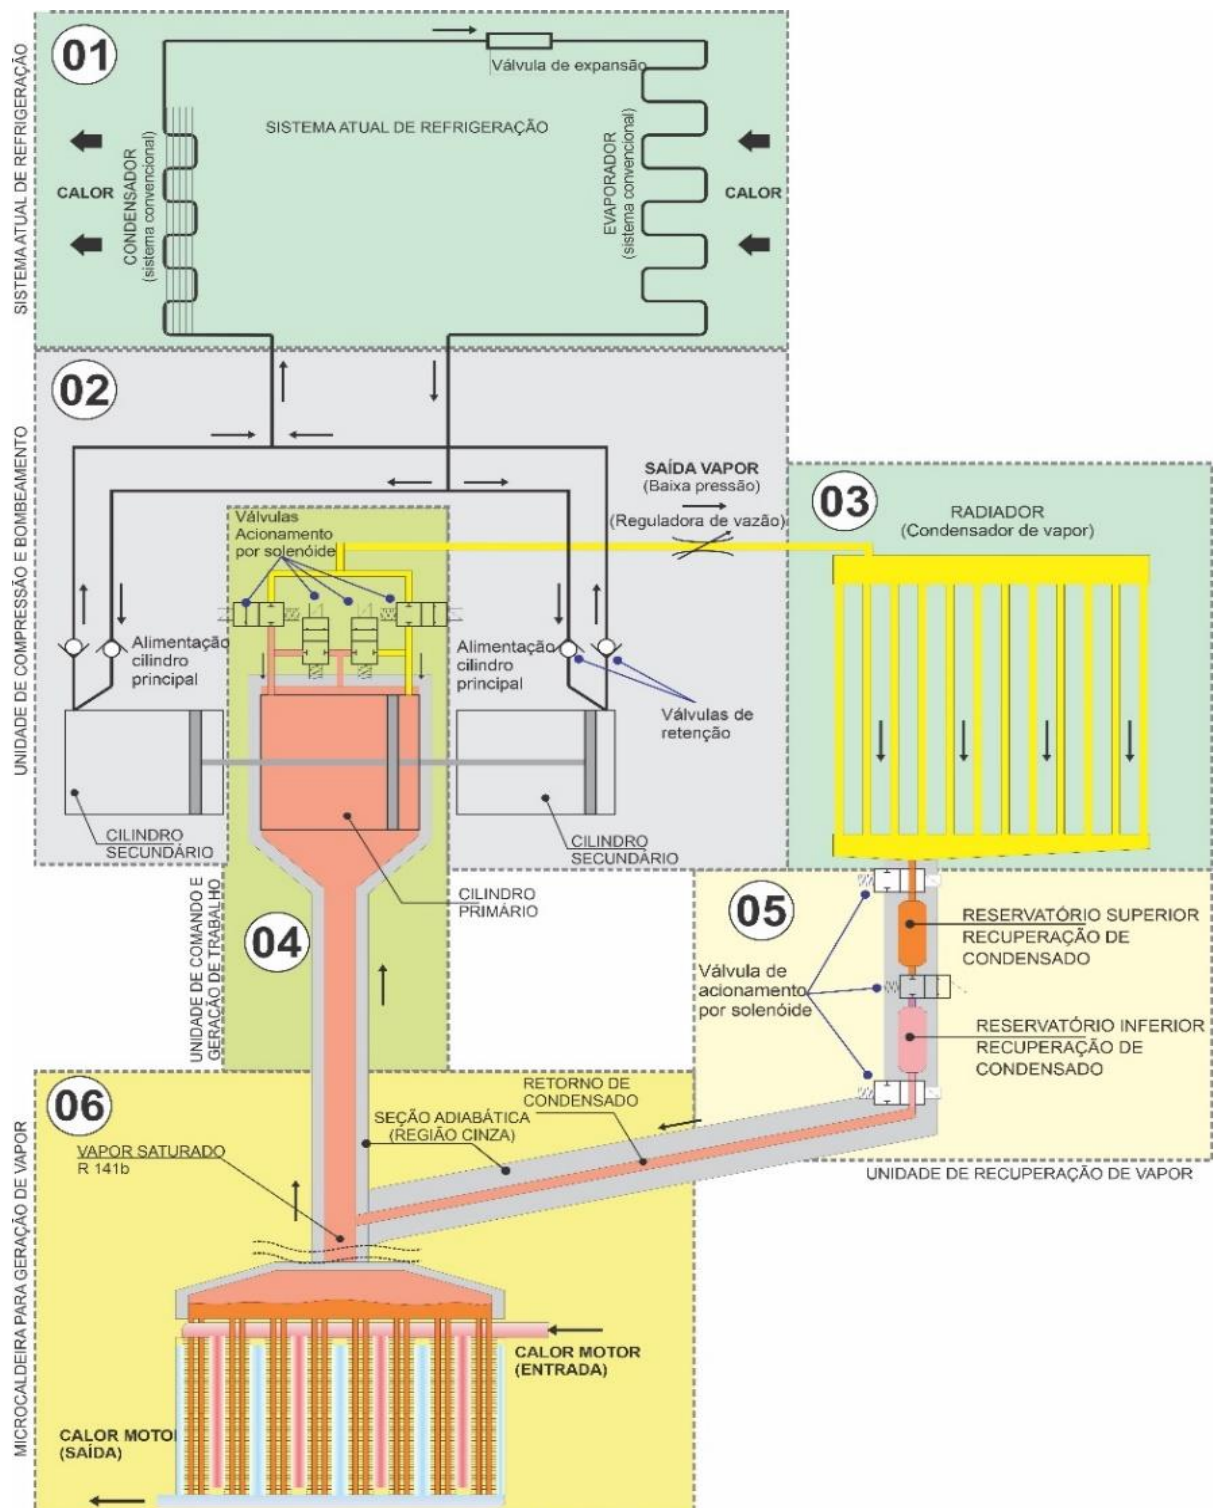 SISTEMA ATUAL DE REFRIGERAÇÃO
01
Válvula de expansão
SISTEMA ATUAL DE REFRIGERAÇÃO
CONDENSADOR
(sistema convencional)
EVAPORADOR
(sistema convencional)
CALOR
CALOR
UNIDADE DE COMPRESSÃO E BOMBEAMENTO
02
SAÍDA VAPOR
(Baixa pressão)
(Reguladora de vazão)
Válvulas
Acionamento
por solenóide
Alimentação
cilindro
principal
Alimentação
cilindro
principal
Válvulas de
retenção
CILINDRO
SECUNDÁRIO
CILINDRO
SECUNDÁRIO
CILINDRO
PRIMÁRIO
03
RADIADOR
(Condensador de vapor)
UNIDADE DE COMANDO E
GERAÇÃO DE TRABALHO
04
05
RESERVATÓRIO SUPERIOR
RECUPERAÇÃO DE
CONDENSADO
Válvula de
acionamento
por solenóide
RESERVATÓRIO INFERIOR
RECUPERAÇÃO DE
CONDENSADO
UNIDADE DE RECUPERAÇÃO DE VAPOR
MICROCALDEIRA PARA GERAÇÃO DE VAPOR
06
RETORNO DE
CONDENSADO
SEÇÃO ADIABÁTICA
(REGIÃO CINZA)
VAPOR SATURADO
R 141b
CALOR MOTOR
(ENTRADA)
CALOR MOTOR
(SAÍDA)